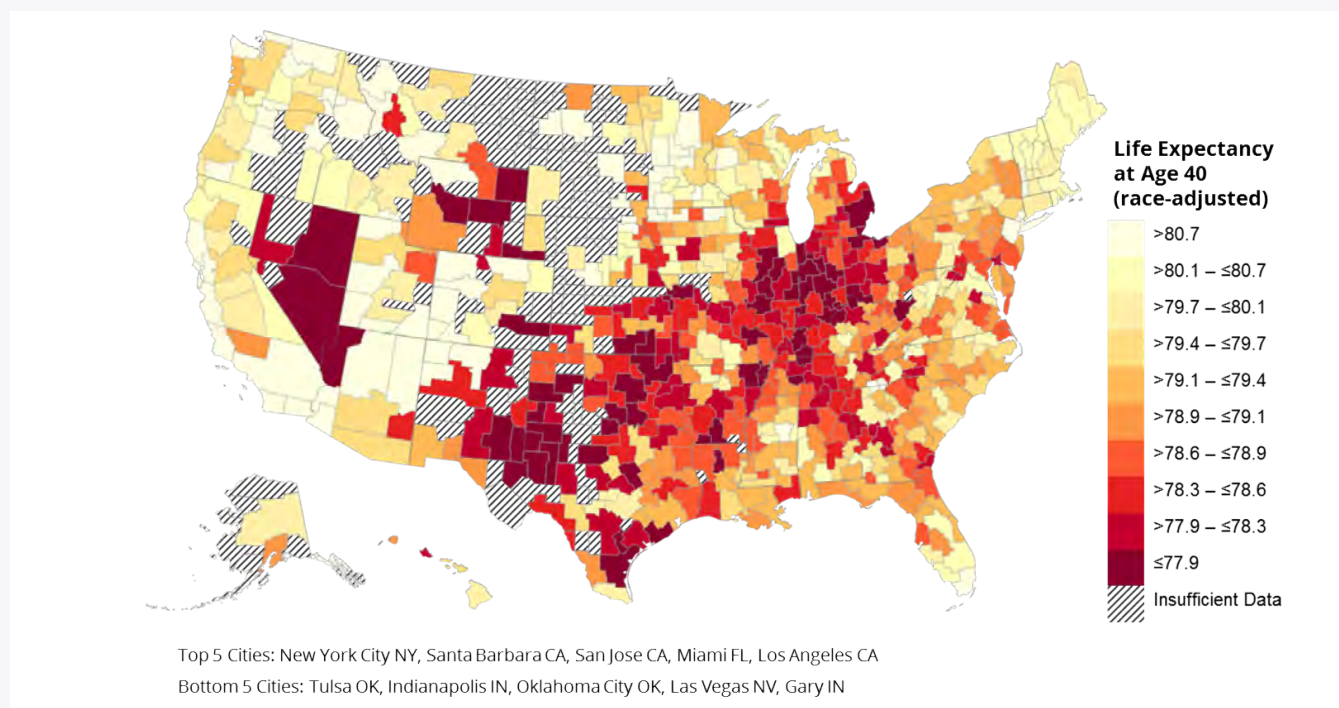 Life Expectancy
at Age 40
(race-adjusted)
>80.7
>80.1 – ≤80.7
>79.7 – ≤80.1
>79.4 – ≤79.7
>79.1 – ≤79.4
>78.9 – ≤79.1
>78.6 – ≤78.9
>78.3 – ≤78.6
>77.9 – ≤78.3
≤77.9
Insufficient Data
Top 5 Cities: New York City NY, Santa Barbara CA, San Jose CA, Miami FL, Los Angeles CA
Bottom 5 Cities: Tulsa OK, Indianapolis IN, Oklahoma City OK, Las Vegas NV, Gary IN